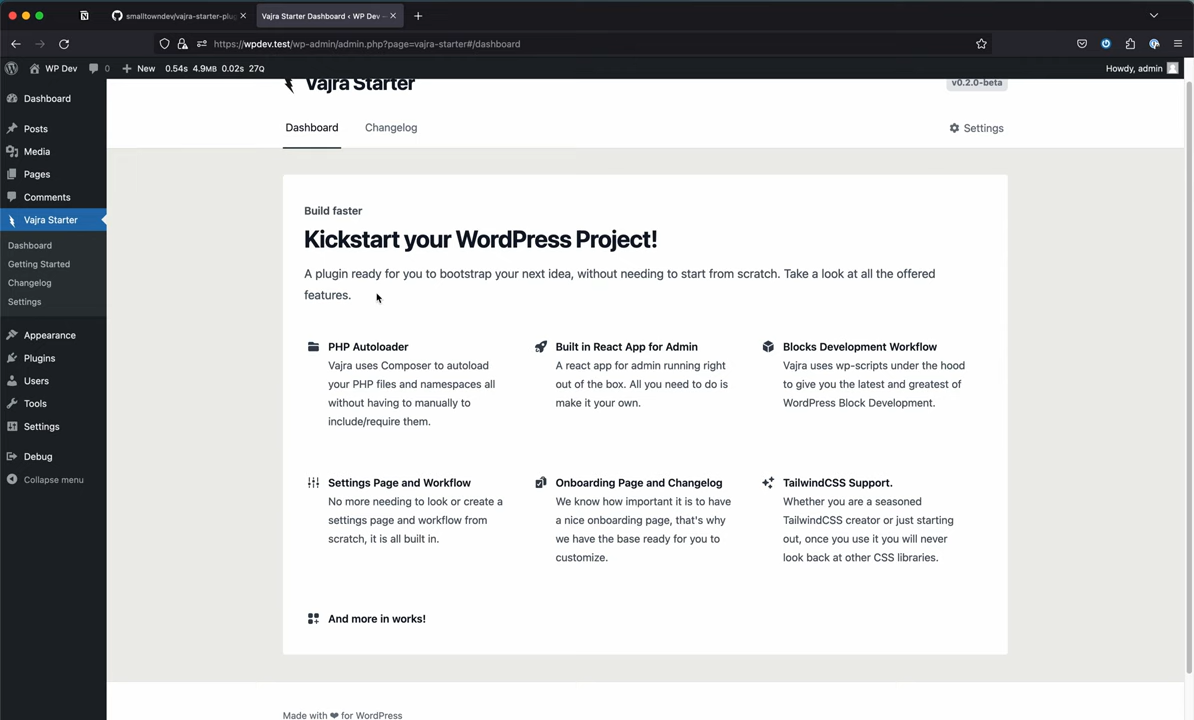 smalltowndev/vajra-starter-plug
Vajra Starter Dashboard ‹ WP Dev –
https://wpdev.test/wp-admin/admin.php?page=vajra-starter#/dashboard
WP Dev 0 New 0.54s 4.9MB 0.02s 27Q Howdy, admin
Dashboard
Posts
Media
Pages
Comments
Vajra Starter
Dashboard
Getting Started
Changelog
Settings
Appearance
Plugins
Users
Tools
Settings
Debug
Collapse menu
Vajra Starter
v0.2.0-beta
Dashboard Changelog Settings
Build faster
Kickstart your WordPress Project!
A plugin ready for you to bootstrap your next idea, without needing to start from scratch. Take a look at all the offered
features.
PHP Autoloader
Vajra uses Composer to autoload
your PHP files and namespaces all
without having to manually to
include/require them.
Built in React App for Admin
A react app for admin running right
out of the box. All you need to do is
make it your own.
Blocks Development Workflow
Vajra uses wp-scripts under the hood
to give you the latest and greatest of
WordPress Block Development.
Settings Page and Workflow
No more needing to look or create a
settings page and workflow from
scratch, it is all built in.
Onboarding Page and Changelog
We know how important it is to have
a nice onboarding page, that's why
we have the base ready for you to
customize.
TailwindCSS Support.
Whether you are a seasoned
TailwindCSS creator or just starting
out, once you use it you will never
look back at other CSS libraries.
And more in works!
Made with ❤ for WordPress